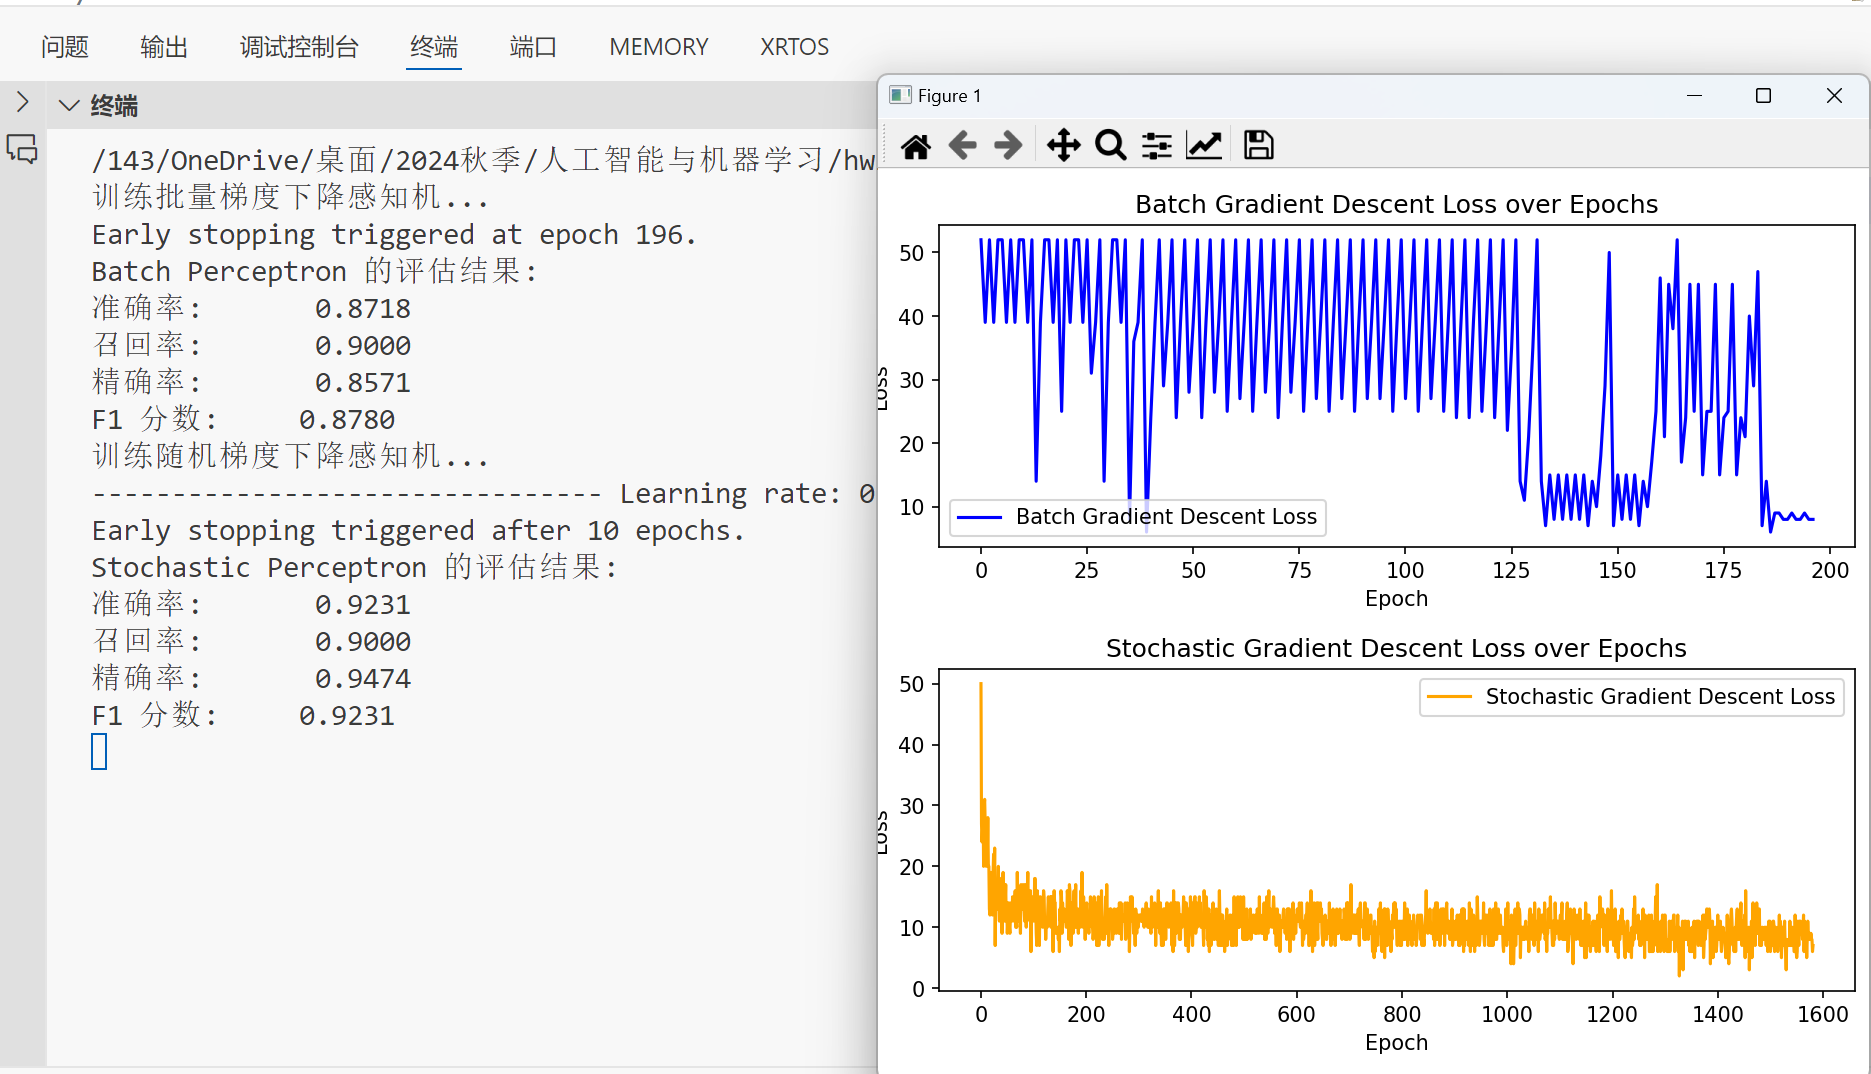 问题 输出 调试控制台 终端 端口 MEMORY XRTOS
终端
/143/OneDrive/桌面/2024秋季/人工智能与机器学习/hw
训练批量梯度下降感知机...
Early stopping triggered at epoch 196.
Batch Perceptron 的评估结果:
准确率: 0.8718
召回率: 0.9000
精确率: 0.8571
F1 分数: 0.8780
训练随机梯度下降感知机...
-------------------------------- Learning rate: 0
Early stopping triggered after 10 epochs.
Stochastic Perceptron 的评估结果:
准确率: 0.9231
召回率: 0.9000
精确率: 0.9474
F1 分数: 0.9231
Figure 1
Batch Gradient Descent Loss over Epochs
50
40
30
20
10
Loss
Batch Gradient Descent Loss
0 25 50 75 100 125 150 175 200
Epoch
Stochastic Gradient Descent Loss over Epochs
Stochastic Gradient Descent Loss
50
40
30
20
10
0
Loss
0 200 400 600 800 1000 1200 1400 1600
Epoch